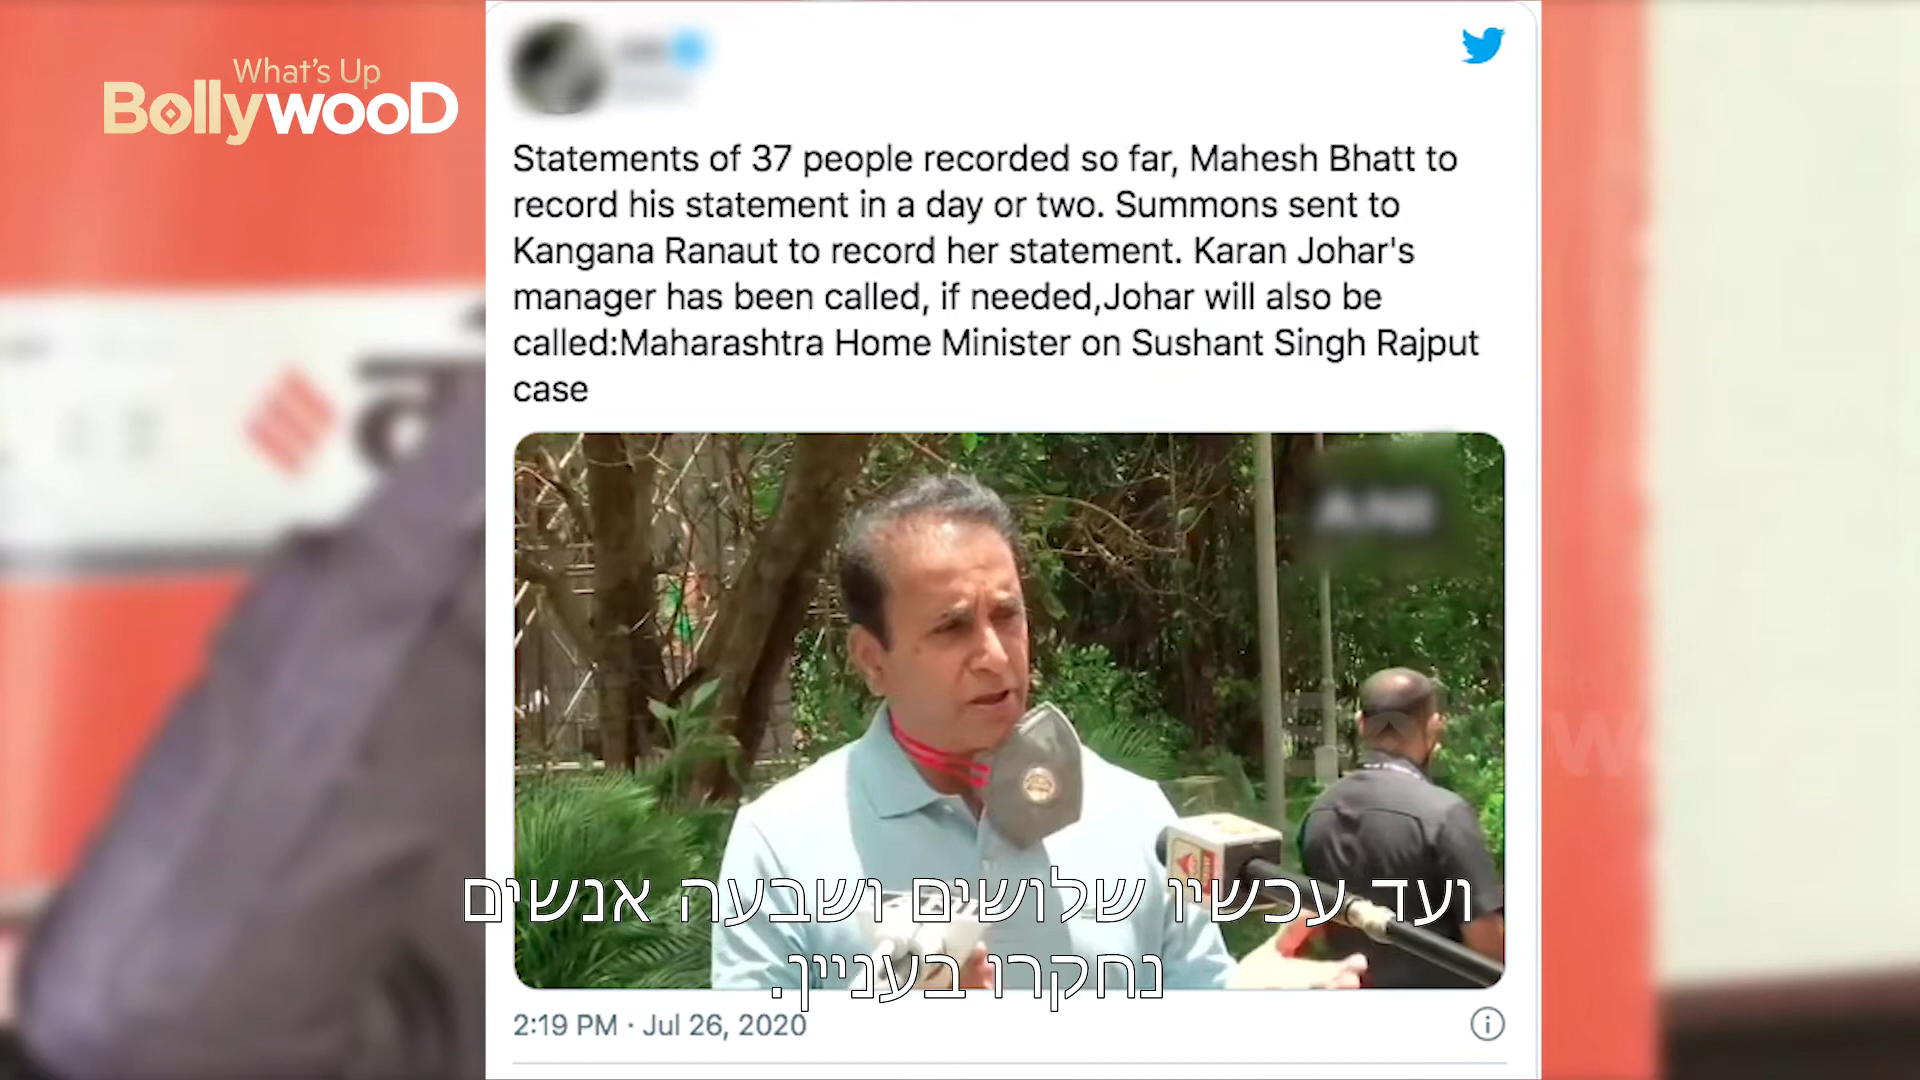 What's Up
BollywooD
Statements of 37 people recorded so far, Mahesh Bhatt to
record his statement in a day or two. Summons sent to
Kangana Ranaut to record her statement. Karan Johar's
manager has been called, if needed,Johar will also be
called:Maharashtra Home Minister on Sushant Singh Rajput
case
ועד עכשיו שלושים ושבעה אנשים
נחקרו בעניין.
2:19 PM · Jul 26, 2020